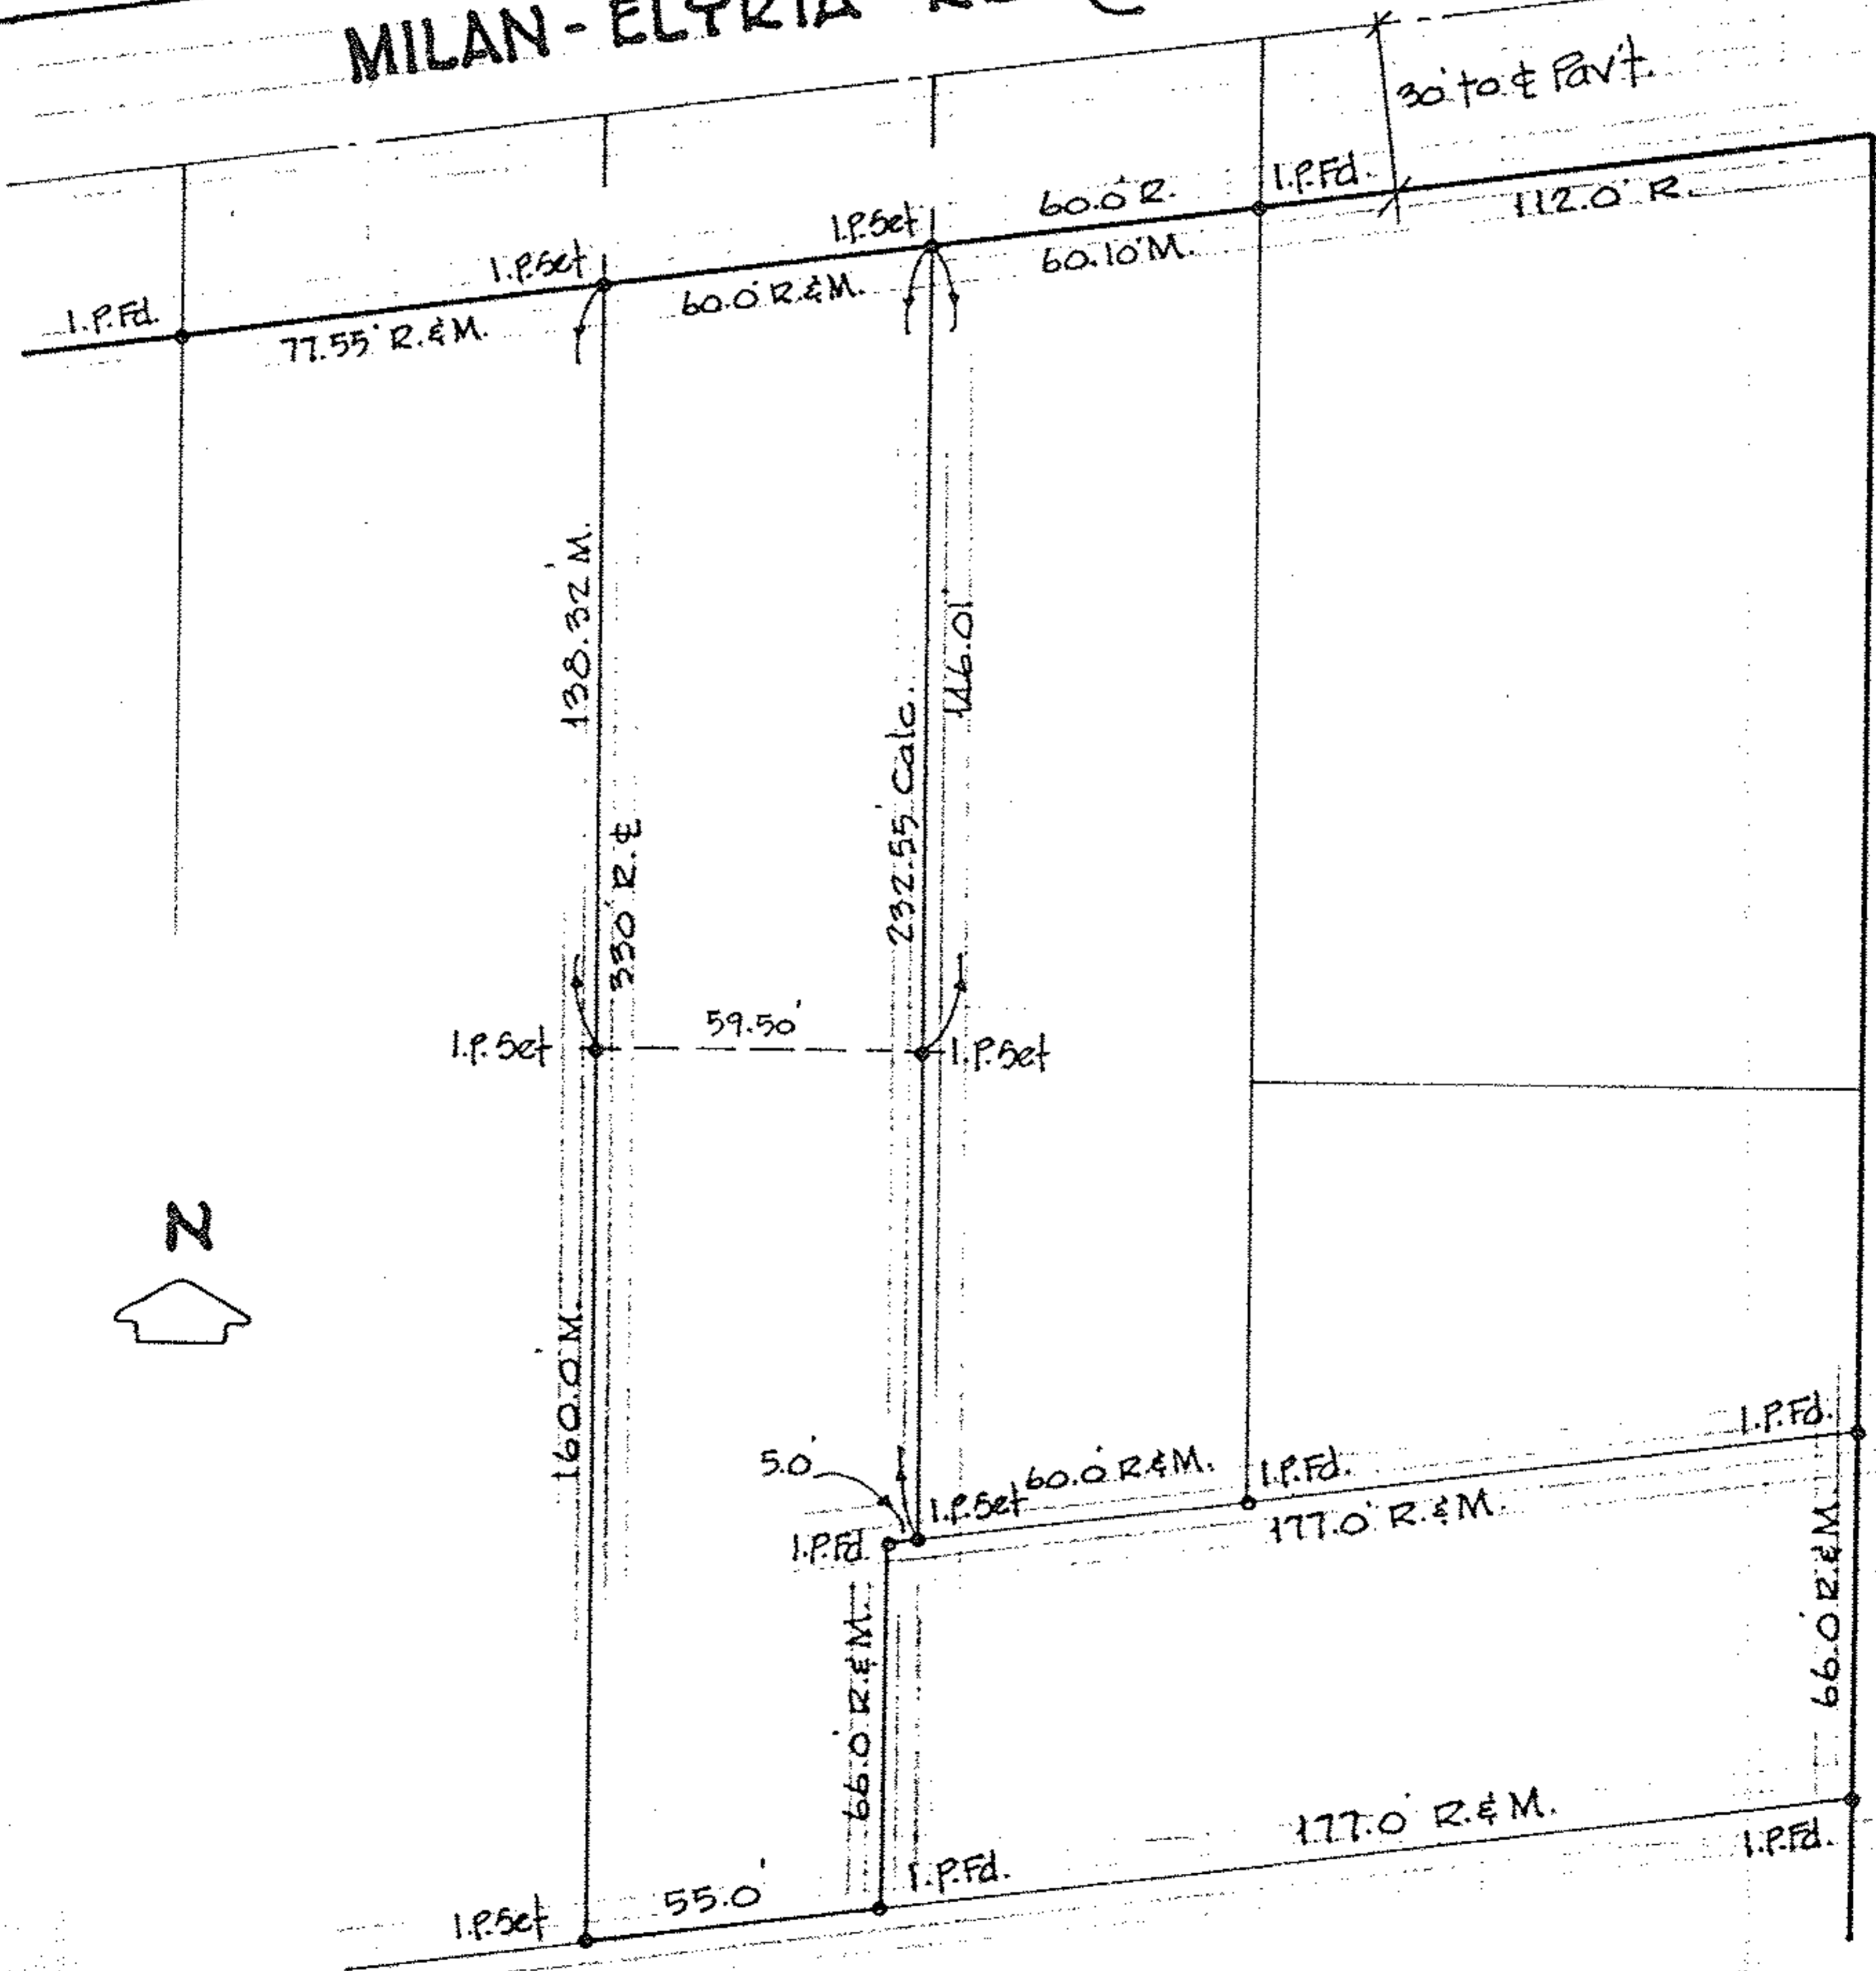 MILAN - ELYRIA
30' to ℄ Pav't.
I.P.Fd.
60.0' R.
112.0' R.
I.P.Set
60.10' M.
I.P.Set
60.0' R.&M.
I.P.Fd.
77.55' R.&M.
138.32' M.
146.01'
232.55' Calc.
330' R.&
59.50'
I.P. Set
I.P.Set
N
160.0' M.
I.P.Fd.
5.0'
60.0' R.&M.
I.P.Fd.
I.P.Set
177.0' R.&M.
I.P.Fd.
66.0' R.&M.
66.0' R.&M.
177.0' R.&M.
I.P.Fd.
I.P.Fd.
55.0'
I.P.Set